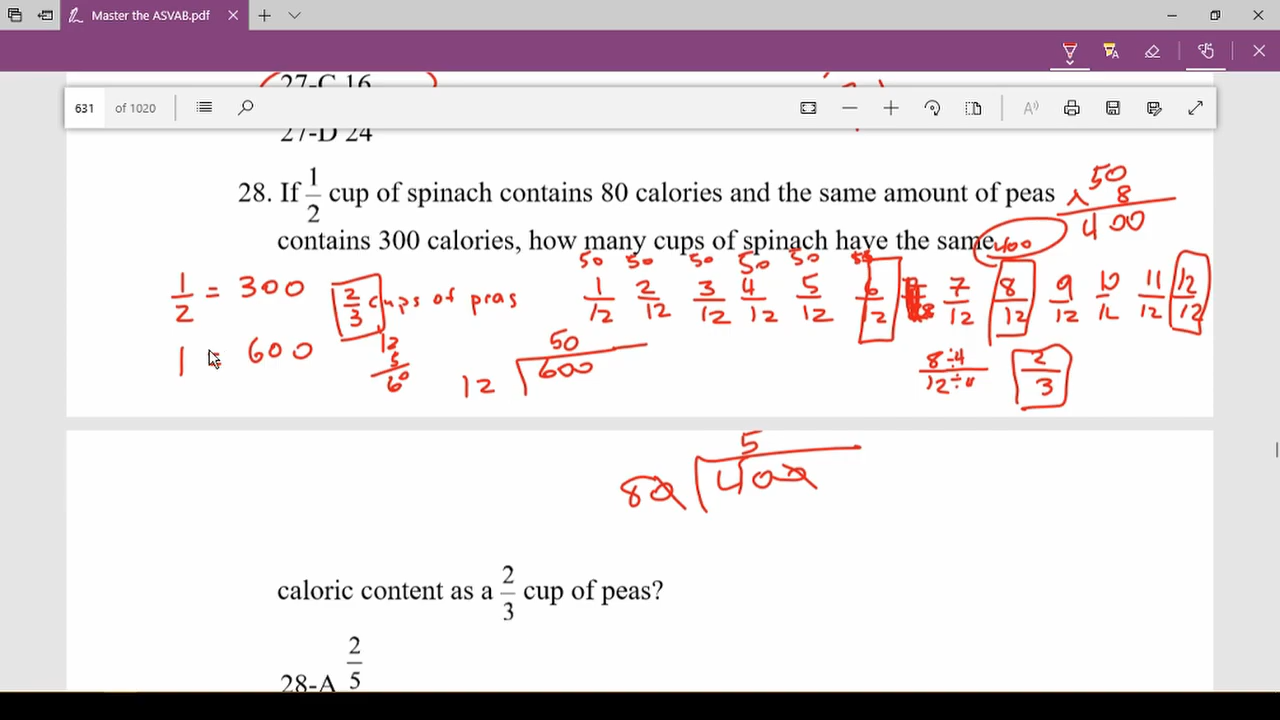 Master the ASVAB.pdf
27-C 16
631 of 1020
27-D 24
28. If 1/2 cup of spinach contains 80 calories and the same amount of peas
50
× 8
400
contains 300 calories, how many cups of spinach have the same
400
50 50 50 50 50
1/2 = 300
2/3 cups of peas
1/12 2/12 3/12 4/12 5/12 6/12 7/12 8/12 9/12 10/12 11/12 12/12
1 = 600
12
5
60
50
12 600
8÷4
12÷4
2/3
5
80 400
caloric content as a 2/3 cup of peas?
28-A 2/5